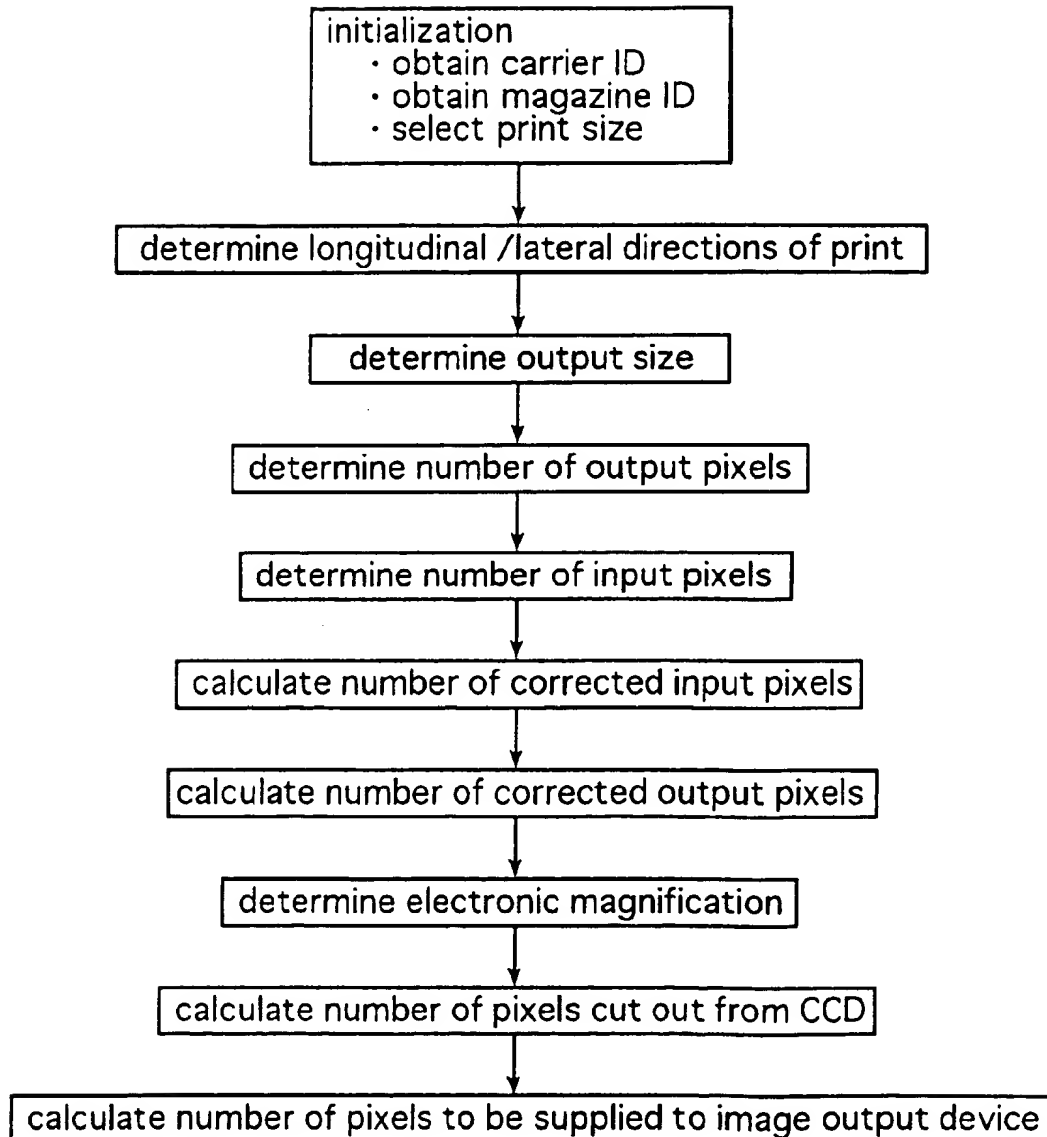 initialization
· obtain carrier ID
· obtain magazine ID
· select print size
determine longitudinal /lateral directions of print
determine output size
determine number of output pixels
determine number of input pixels
calculate number of corrected input pixels
calculate number of corrected output pixels
determine electronic magnification
calculate number of pixels cut out from CCD
calculate number of pixels to be supplied to image output device